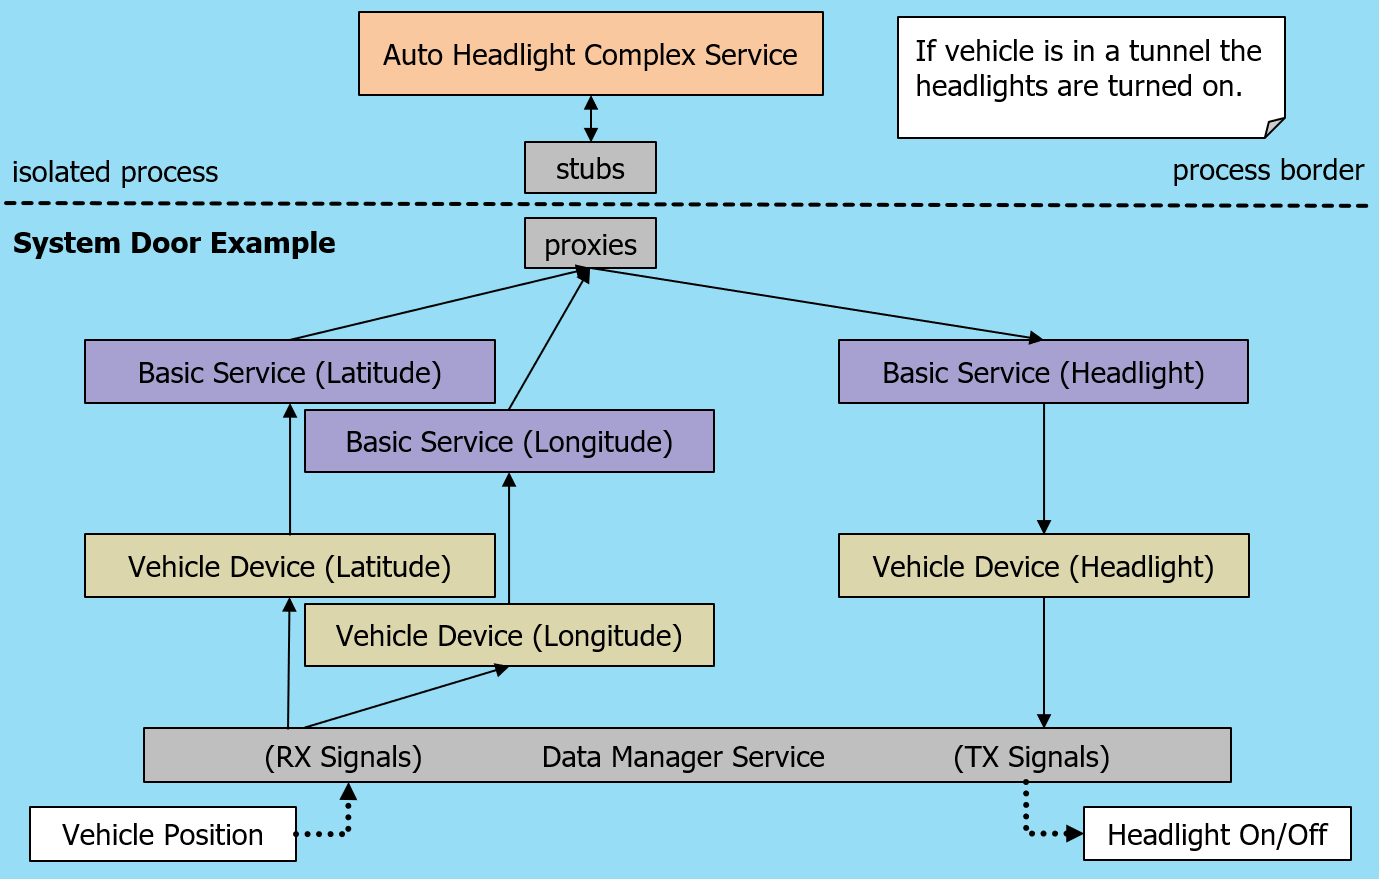 Auto Headlight Complex Service
If vehicle is in a tunnel the
headlights are turned on.
stubs
isolated process
process border
System Door Example
proxies
Basic Service (Latitude)
Basic Service (Headlight)
Basic Service (Longitude)
Vehicle Device (Latitude)
Vehicle Device (Headlight)
Vehicle Device (Longitude)
(RX Signals) Data Manager Service (TX Signals)
Vehicle Position
Headlight On/Off